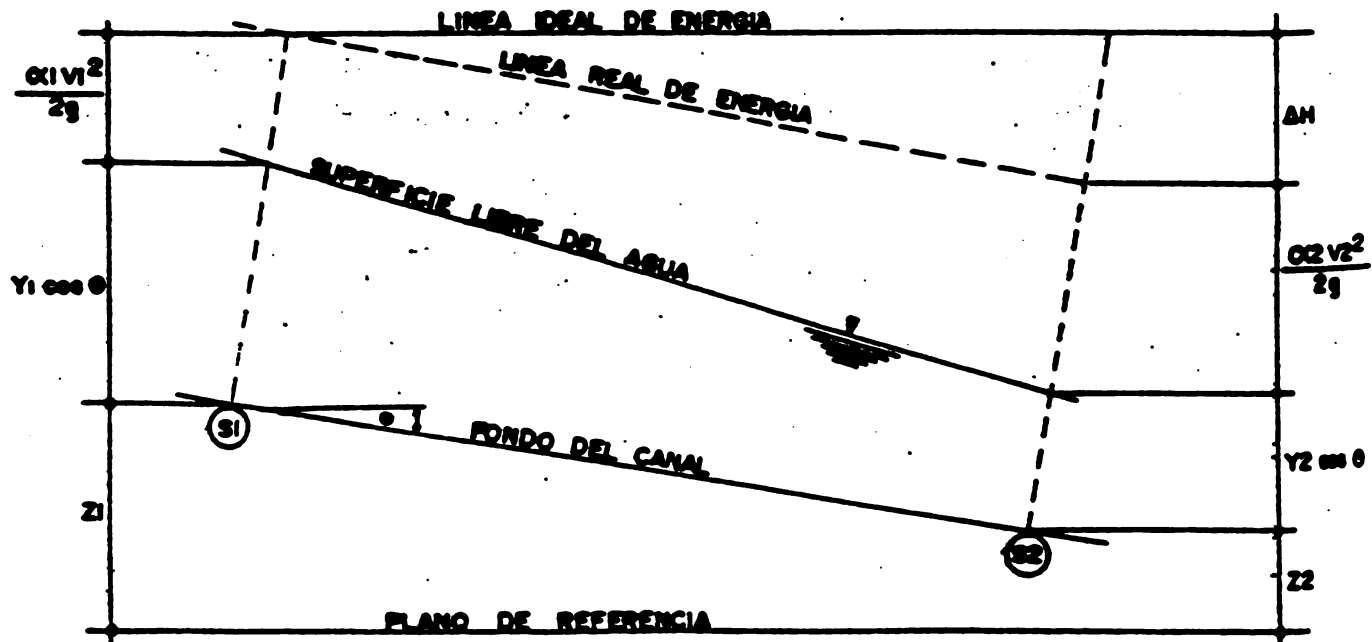 LINEA IDEAL DE ENERGIA
α1 V1²
2g
LINEA REAL DE ENERGIA
ΔH
SUPERFICIE LIBRE DEL AGUA
Y1 cos θ
α2 V2²
2g
S1
θ
FONDO DEL CANAL
Y2 cos θ
Z1
S2
Z2
PLANO DE REFERENCIA